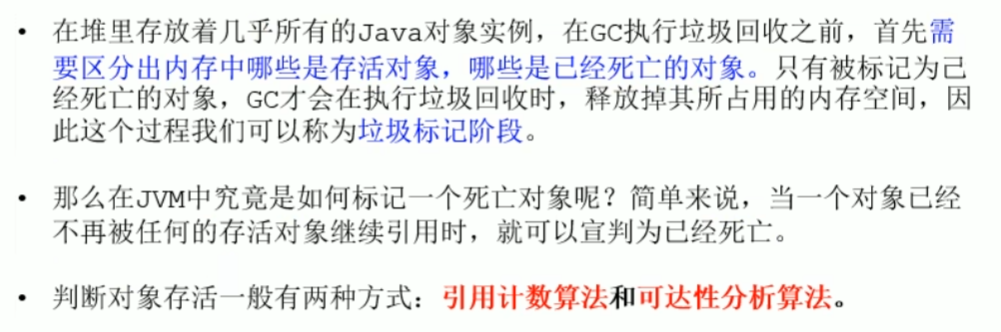 • 在堆里存放着几乎所有的Java对象实例，在GC执行垃圾回收之前，首先需
要区分出内存中哪些是存活对象，哪些是已经死亡的对象。只有被标记为己
经死亡的对象，GC才会在执行垃圾回收时，释放掉其所占用的内存空间，因
此这个过程我们可以称为垃圾标记阶段。
• 那么在JVM中究竟是如何标记一个死亡对象呢？简单来说，当一个对象已经
不再被任何的存活对象继续引用时，就可以宣判为已经死亡。
• 判断对象存活一般有两种方式：引用计数算法和可达性分析算法。